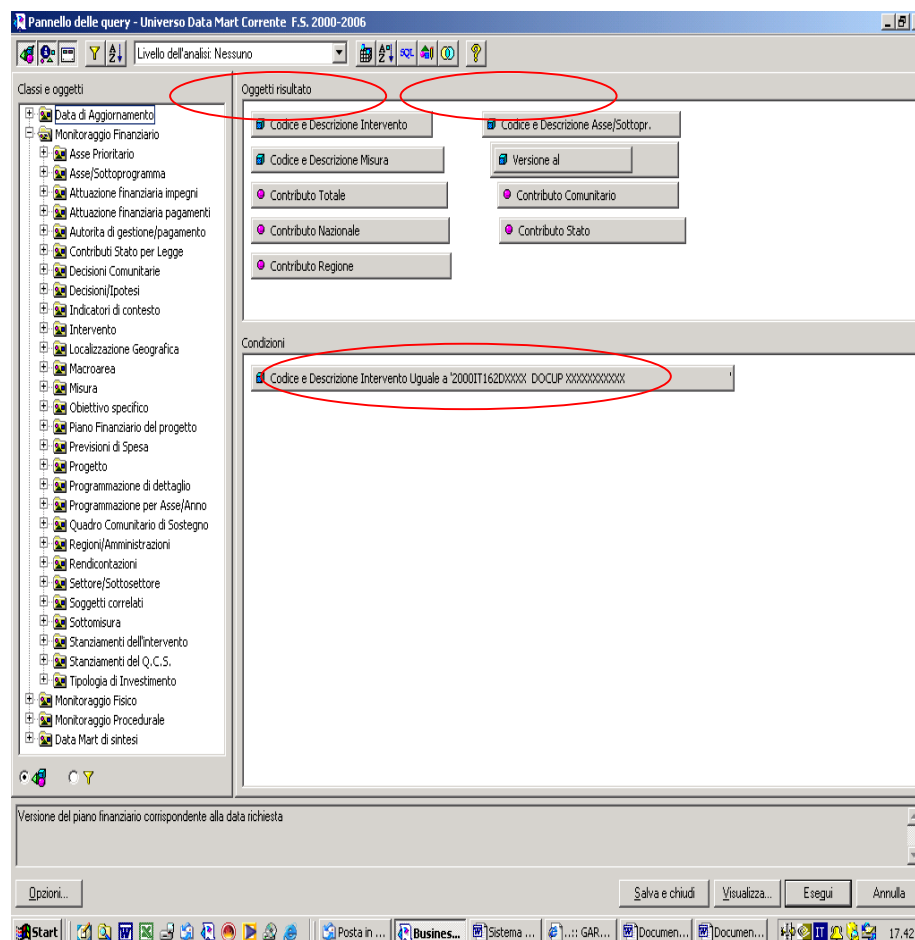 Pannello delle query - Universo Data Mart Corrente F.S. 2000-2006
Livello dell'analisi: Nessuno
SQL
Classi e oggetti
Data di Aggiornamento
Monitoraggio Finanziario
Asse Prioritario
Asse/Sottoprogramma
Attuazione finanziaria impegni
Attuazione finanziaria pagamenti
Autorita di gestione/pagamento
Contributi Stato per Legge
Decisioni Comunitarie
Decisioni/Ipotesi
Indicatori di contesto
Intervento
Localizzazione Geografica
Macroarea
Misura
Obiettivo specifico
Piano Finanziario del progetto
Previsioni di Spesa
Progetto
Programmazione di dettaglio
Programmazione per Asse/Anno
Quadro Comunitario di Sostegno
Regioni/Amministrazioni
Rendicontazioni
Settore/Sottosettore
Soggetti correlati
Sottomisura
Stanziamenti dell'intervento
Stanziamenti del Q.C.S.
Tipologia di Investimento
Monitoraggio Fisico
Monitoraggio Procedurale
Data Mart di sintesi
Oggetti risultato
Codice e Descrizione Intervento
Codice e Descrizione Asse/Sottopr.
Codice e Descrizione Misura
Versione al
Contributo Totale
Contributo Comunitario
Contributo Nazionale
Contributo Stato
Contributo Regione
Condizioni
Codice e Descrizione Intervento Uguale a '2000IT162DXXXX DOCUP XXXXXXXXXXX '
Versione del piano finanziario corrispondente alla data richiesta
Opzioni...
Salva e chiudi
Visualizza...
Esegui
Annulla
Start
Posta in ...
Busines...
Sistema ...
..:: GAR...
Documen...
Documen...
IT
17.42